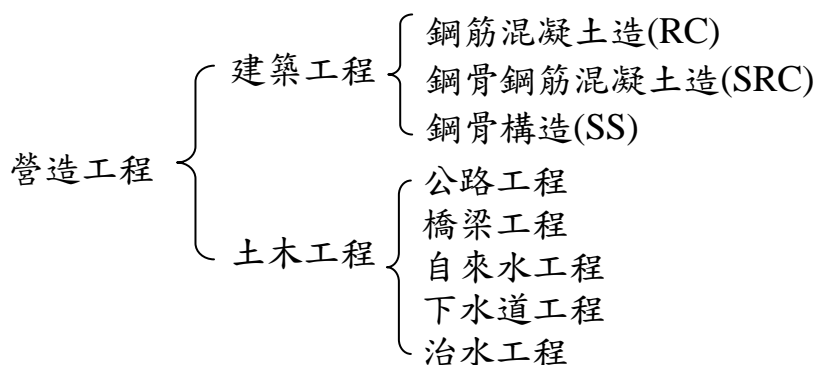 營造工程
建築工程
鋼筋混凝土造(RC)
鋼骨鋼筋混凝土造(SRC)
鋼骨構造(SS)
土木工程
公路工程
橋梁工程
自來水工程
下水道工程
治水工程